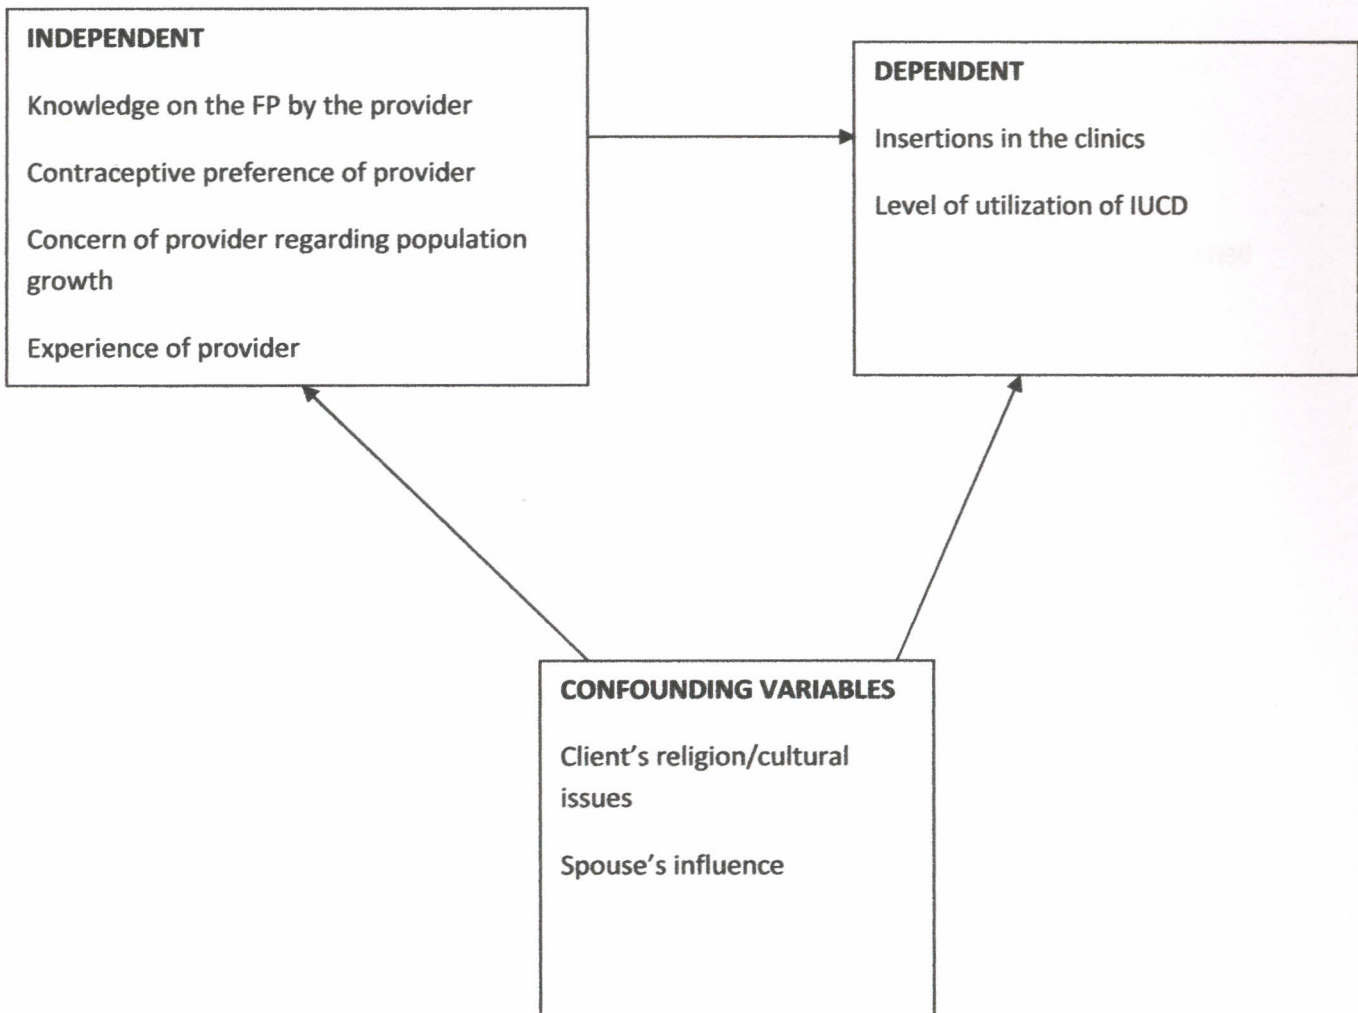 INDEPENDENT
Knowledge on the FP by the provider
Contraceptive preference of provider
Concern of provider regarding population
growth
Experience of provider
DEPENDENT
Insertions in the clinics
Level of utilization of IUCD
CONFOUNDING VARIABLES
Client's religion/cultural
issues
Spouse's influence